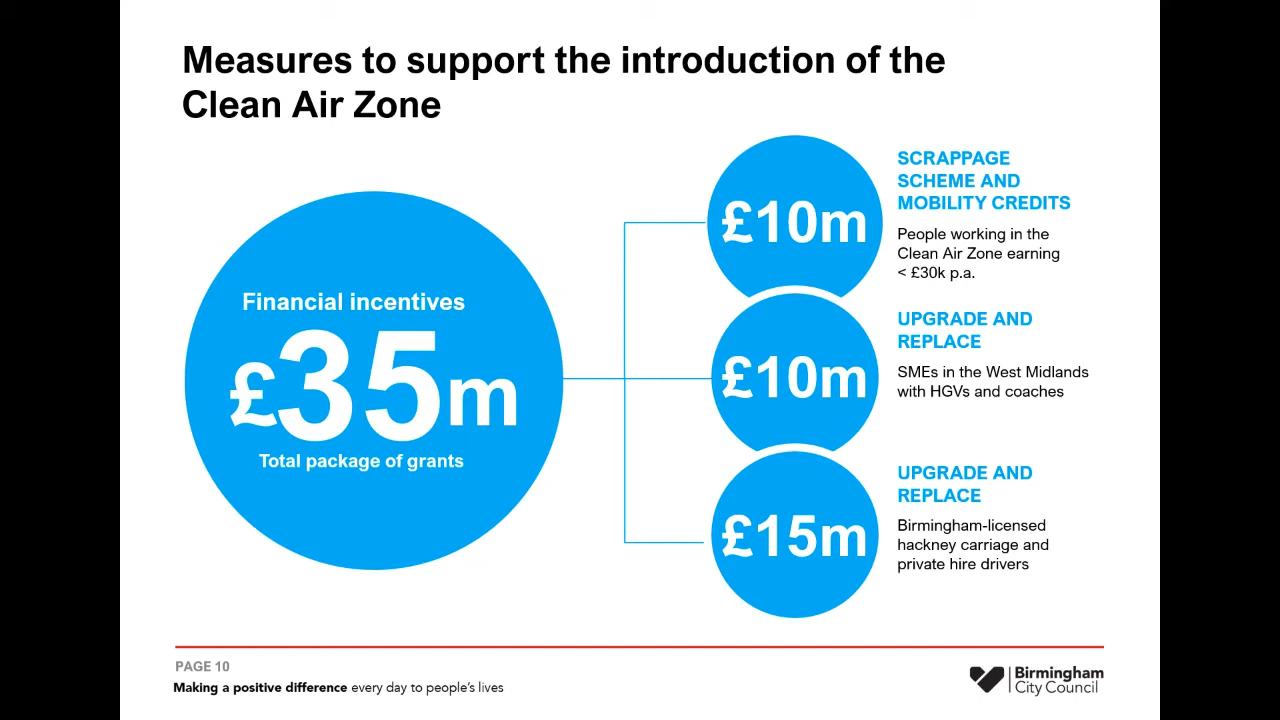 Measures to support the introduction of the
Clean Air Zone
Financial incentives
£35m
Total package of grants
£10m
SCRAPPAGE
SCHEME AND
MOBILITY CREDITS
People working in the
Clean Air Zone earning
< £30k p.a.
£10m
UPGRADE AND
REPLACE
SMEs in the West Midlands
with HGVs and coaches
£15m
UPGRADE AND
REPLACE
Birmingham-licensed
hackney carriage and
private hire drivers
PAGE 10
Making a positive difference every day to people's lives
Birmingham
City Council